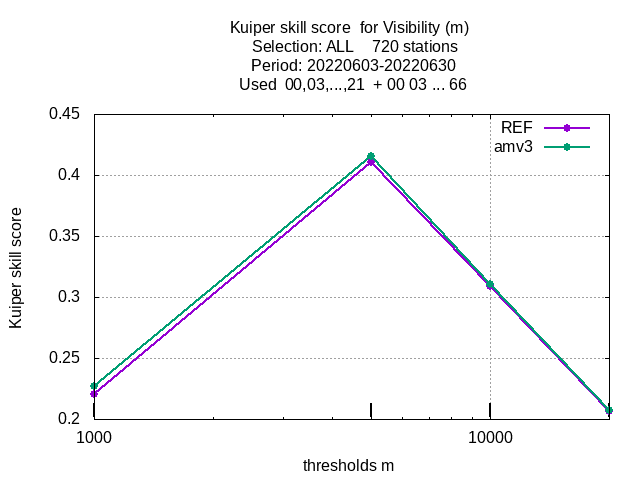 Kuiper skill score  for Visibility (m)
Selection: ALL    720 stations
Period: 20220603-20220630
Used  00,03,...,21  + 00 03 ... 66
REF
amv3
0.45
0.4
0.35
0.3
0.25
0.2
Kuiper skill score
1000
10000
thresholds m